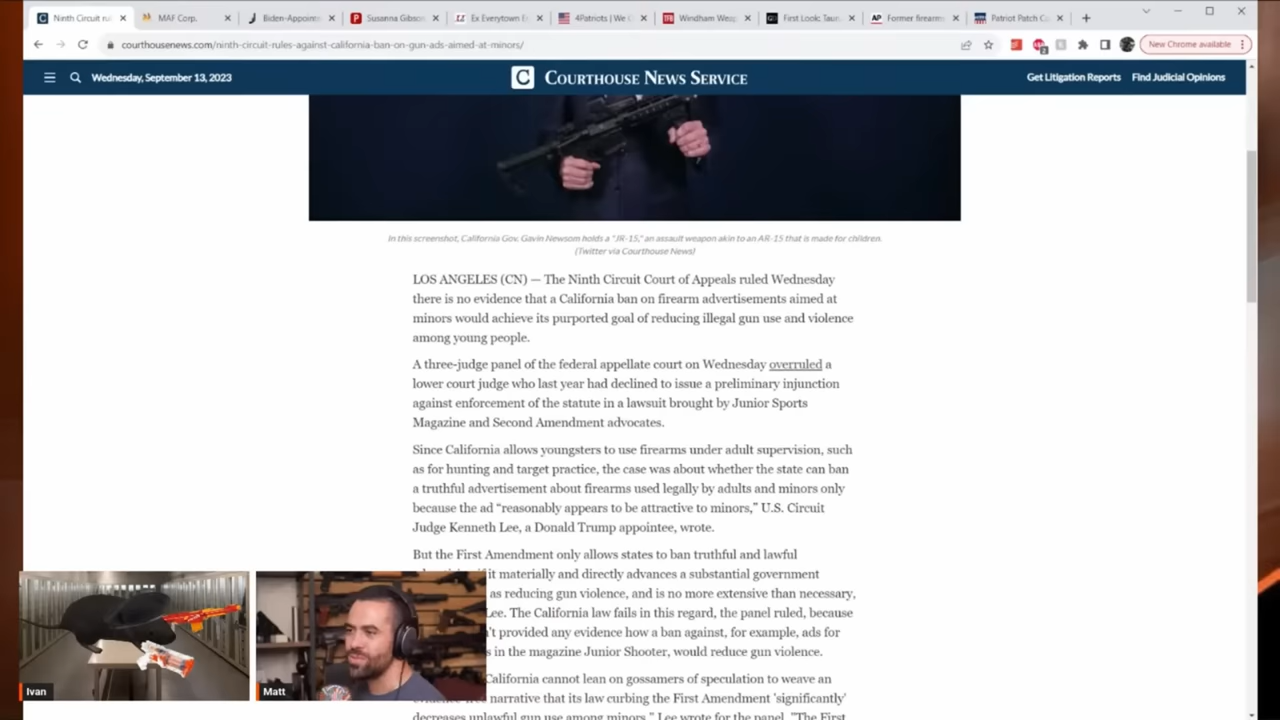 Ninth Circuit ru
MAF Corp.
Biden-Appoint
Susanna Gibso
Ex Everytown E
4Patriots | We
Windham Wea
First Look: Tau
Former firearm
Patriot Patch C
courthousenews.com/ninth-circuit-rules-against-california-ban-on-gun-ads-aimed-at-minors/
New Chrome available
Wednesday, September 13, 2023
C COURTHOUSE NEWS SERVICE
Get Litigation Reports Find Judicial Opinions
In this screenshot, California Gov. Gavin Newsom holds a "JR-15," an assault weapon akin to an AR-15 that is made for children.
(Twitter via Courthouse News)
LOS ANGELES (CN) — The Ninth Circuit Court of Appeals ruled Wednesday
there is no evidence that a California ban on firearm advertisements aimed at
minors would achieve its purported goal of reducing illegal gun use and violence
among young people.
A three-judge panel of the federal appellate court on Wednesday overruled a
lower court judge who last year had declined to issue a preliminary injunction
against enforcement of the statute in a lawsuit brought by Junior Sports
Magazine and Second Amendment advocates.
Since California allows youngsters to use firearms under adult supervision, such
as for hunting and target practice, the case was about whether the state can ban
a truthful advertisement about firearms used legally by adults and minors only
because the ad “reasonably appears to be attractive to minors,” U.S. Circuit
Judge Kenneth Lee, a Donald Trump appointee, wrote.
But the First Amendment only allows states to ban truthful and lawful
it materially and directly advances a substantial government
as reducing gun violence, and is no more extensive than necessary,
Lee. The California law fails in this regard, the panel ruled, because
't provided any evidence how a ban against, for example, ads for
s in the magazine Junior Shooter, would reduce gun violence.
California cannot lean on gossamers of speculation to weave an
narrative that its law curbing the First Amendment 'significantly'
decreases unlawful gun use among minors," Lee wrote for the panel. "The First
Ivan
Matt